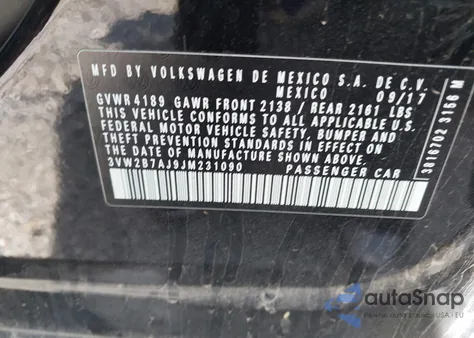 MFD BY VOLKSWAGEN DE MEXICO S.A. DE C.V.
MEXICO 09/17
GVWR 4189 GAWR FRONT 2138 / REAR 2161 LBS
THIS VEHICLE CONFORMS TO ALL APPLICABLE U.S.
FEDERAL MOTOR VEHICLE SAFETY, BUMPER AND
THEFT PREVENTION STANDARDS IN EFFECT ON
THE DATE OF MANUFACTURE SHOWN ABOVE.
3VW2B7AJ9JM231090 PASSENGER CAR
autoSnap